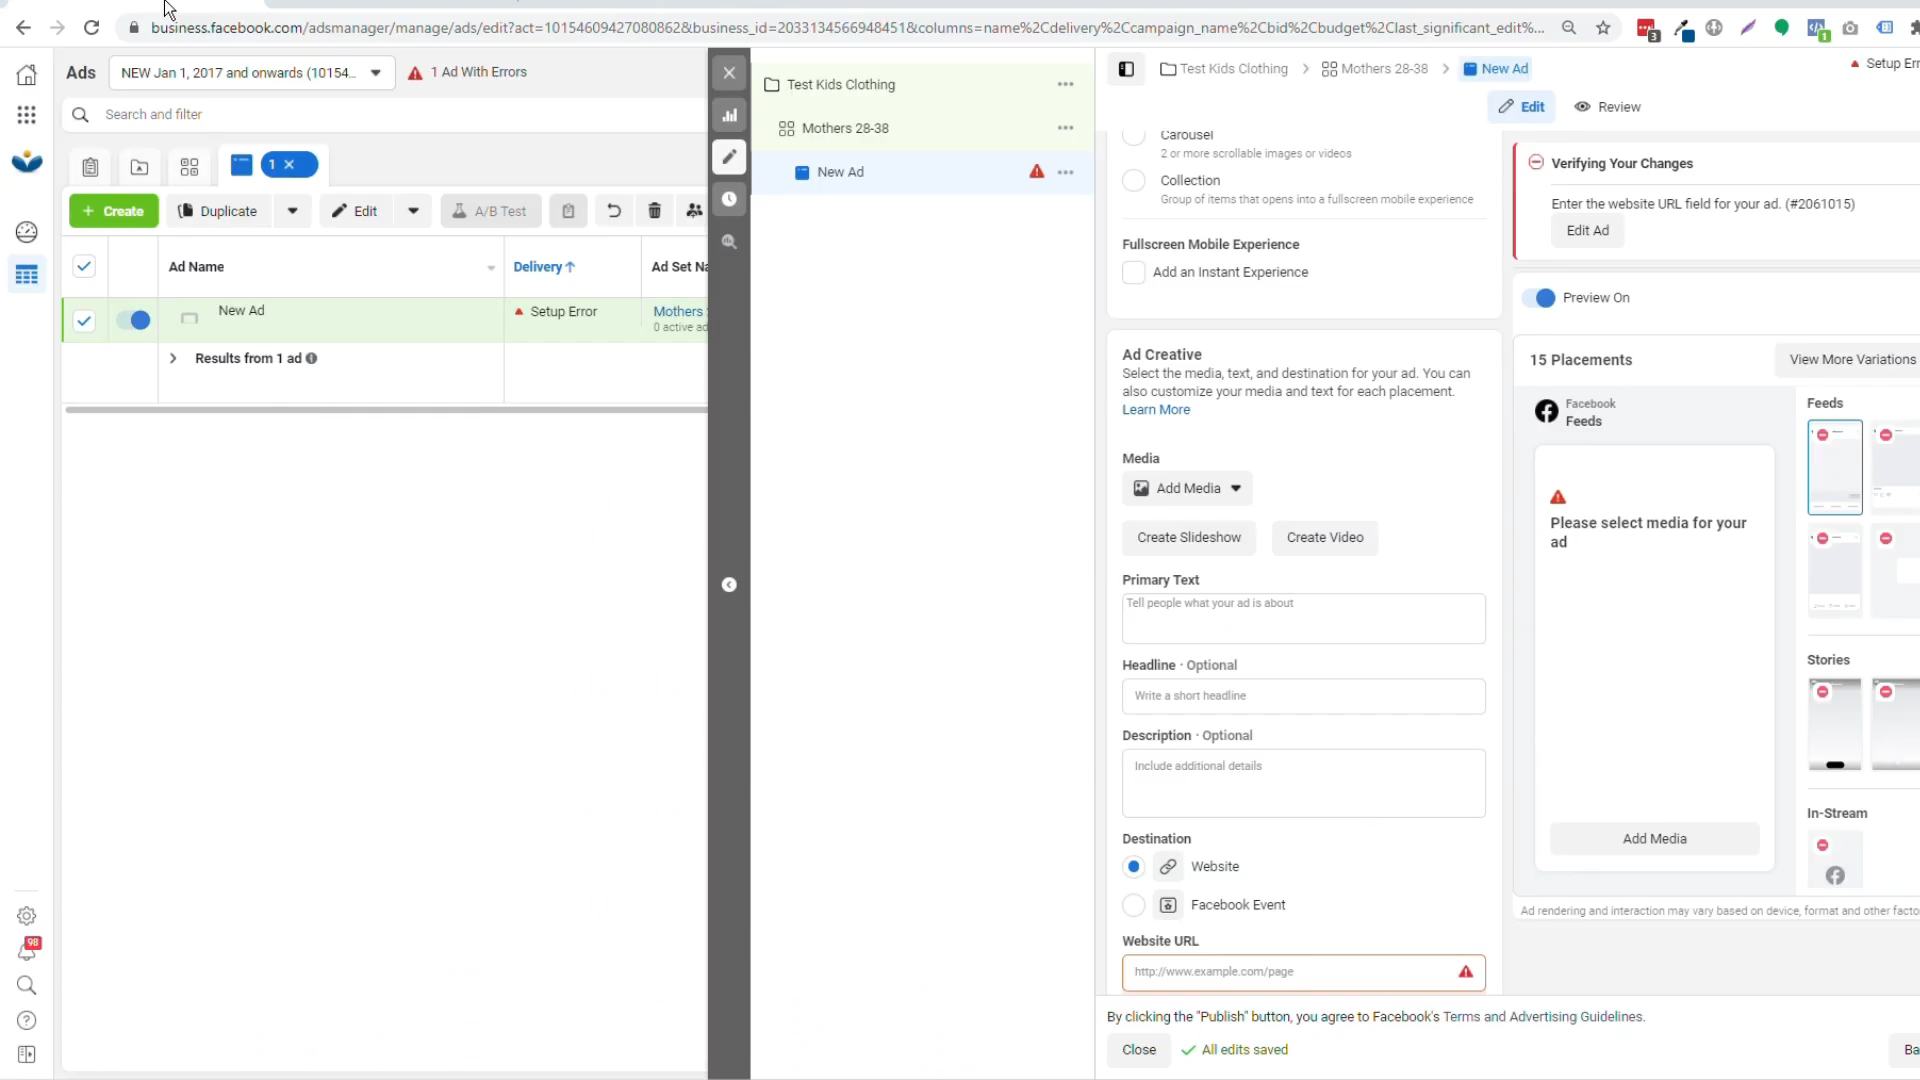 business.facebook.com/adsmanager/manage/ads/edit?act=10154609427080862&business_id=2033134566948451&columns=name%2Cdelivery%2Ccampaign_name%2Cbid%2Cbudget%2Clast_significant_edit%...
3
1
Ads
NEW Jan 1, 2017 and onwards (10154...
1 Ad With Errors
Search and filter
1
+ Create
Duplicate
Edit
A/B Test
Ad Name
Delivery
Ad Set Na
New Ad
Setup Error
Mothers
0 active ad
Results from 1 ad
98
Test Kids Clothing
Mothers 28-38
New Ad
Test Kids Clothing
Mothers 28-38
New Ad
Setup Err
Edit
Review
Carousel
2 or more scrollable images or videos
Collection
Group of items that opens into a fullscreen mobile experience
Fullscreen Mobile Experience
Add an Instant Experience
Ad Creative
Select the media, text, and destination for your ad. You can
also customize your media and text for each placement.
Learn More
Media
Add Media
Create Slideshow
Create Video
Primary Text
Tell people what your ad is about
Headline · Optional
Write a short headline
Description · Optional
Include additional details
Destination
Website
Facebook Event
Website URL
http://www.example.com/page
By clicking the "Publish" button, you agree to Facebook's Terms and Advertising Guidelines.
Close
All edits saved
Ba
Verifying Your Changes
Enter the website URL field for your ad. (#2061015)
Edit Ad
Preview On
15 Placements
View More Variations
Facebook
Feeds
Please select media for your
ad
Add Media
Feeds
Stories
In-Stream
Ad rendering and interaction may vary based on device, format and other facto